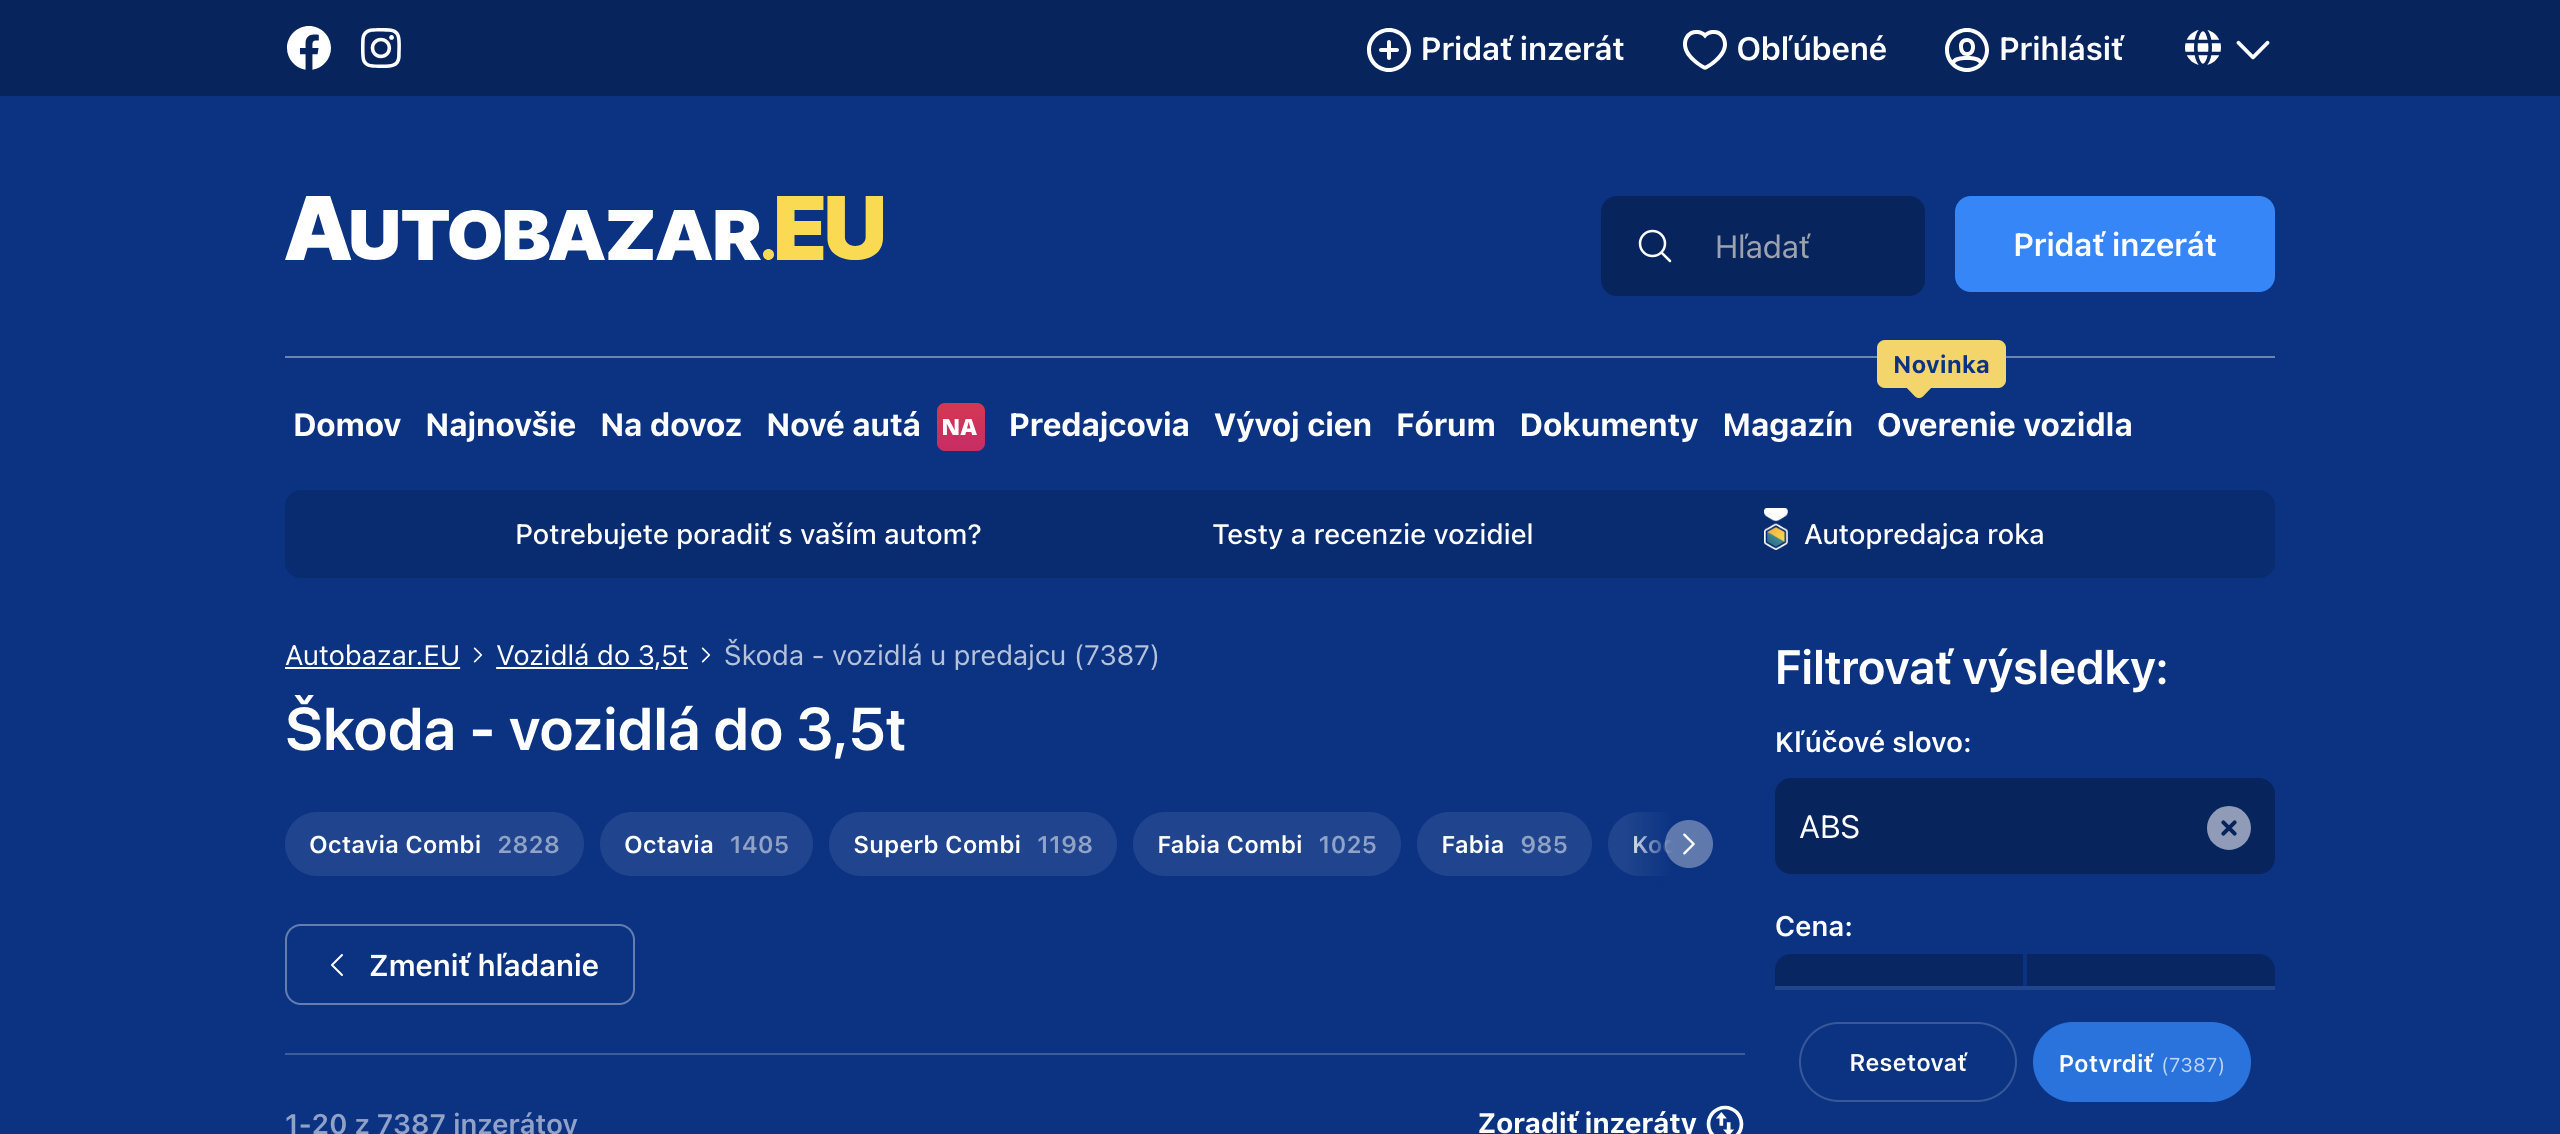 Pridať inzerát
Obľúbené
Prihlásiť
AUTOBAZAR.EU
Hľadať
Pridať inzerát
Novinka
Domov Najnovšie Na dovoz Nové autá NA Predajcovia Vývoj cien Fórum Dokumenty Magazín Overenie vozidla
Potrebujete poradiť s vaším autom?
Testy a recenzie vozidiel
Autopredajca roka
Autobazar.EU > Vozidlá do 3,5t > Škoda - vozidlá u predajcu (7387)
Škoda - vozidlá do 3,5t
Octavia Combi 2828
Octavia 1405
Superb Combi 1198
Fabia Combi 1025
Fabia 985
Zmeniť hľadanie
1-20 z 7387 inzerátov
Zoradiť inzeráty
Filtrovať výsledky:
Kľúčové slovo:
ABS
Cena:
Resetovať
Potvrdiť (7387)